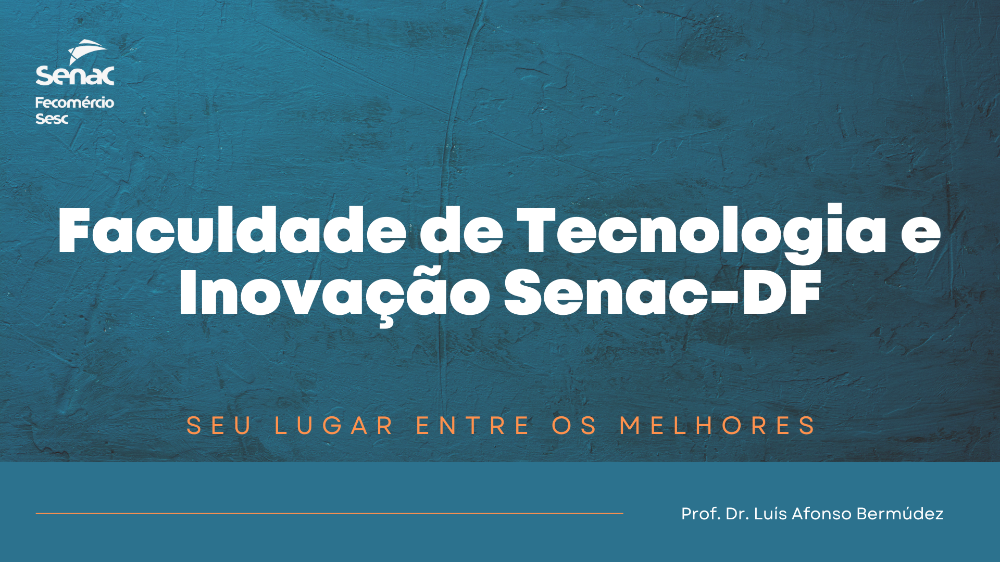 Senac
Fecomércio
Sesc
Faculdade de Tecnologia e
Inovação Senac-DF
SEU LUGAR ENTRE OS MELHORES
Prof. Dr. Luís Afonso Bermúdez